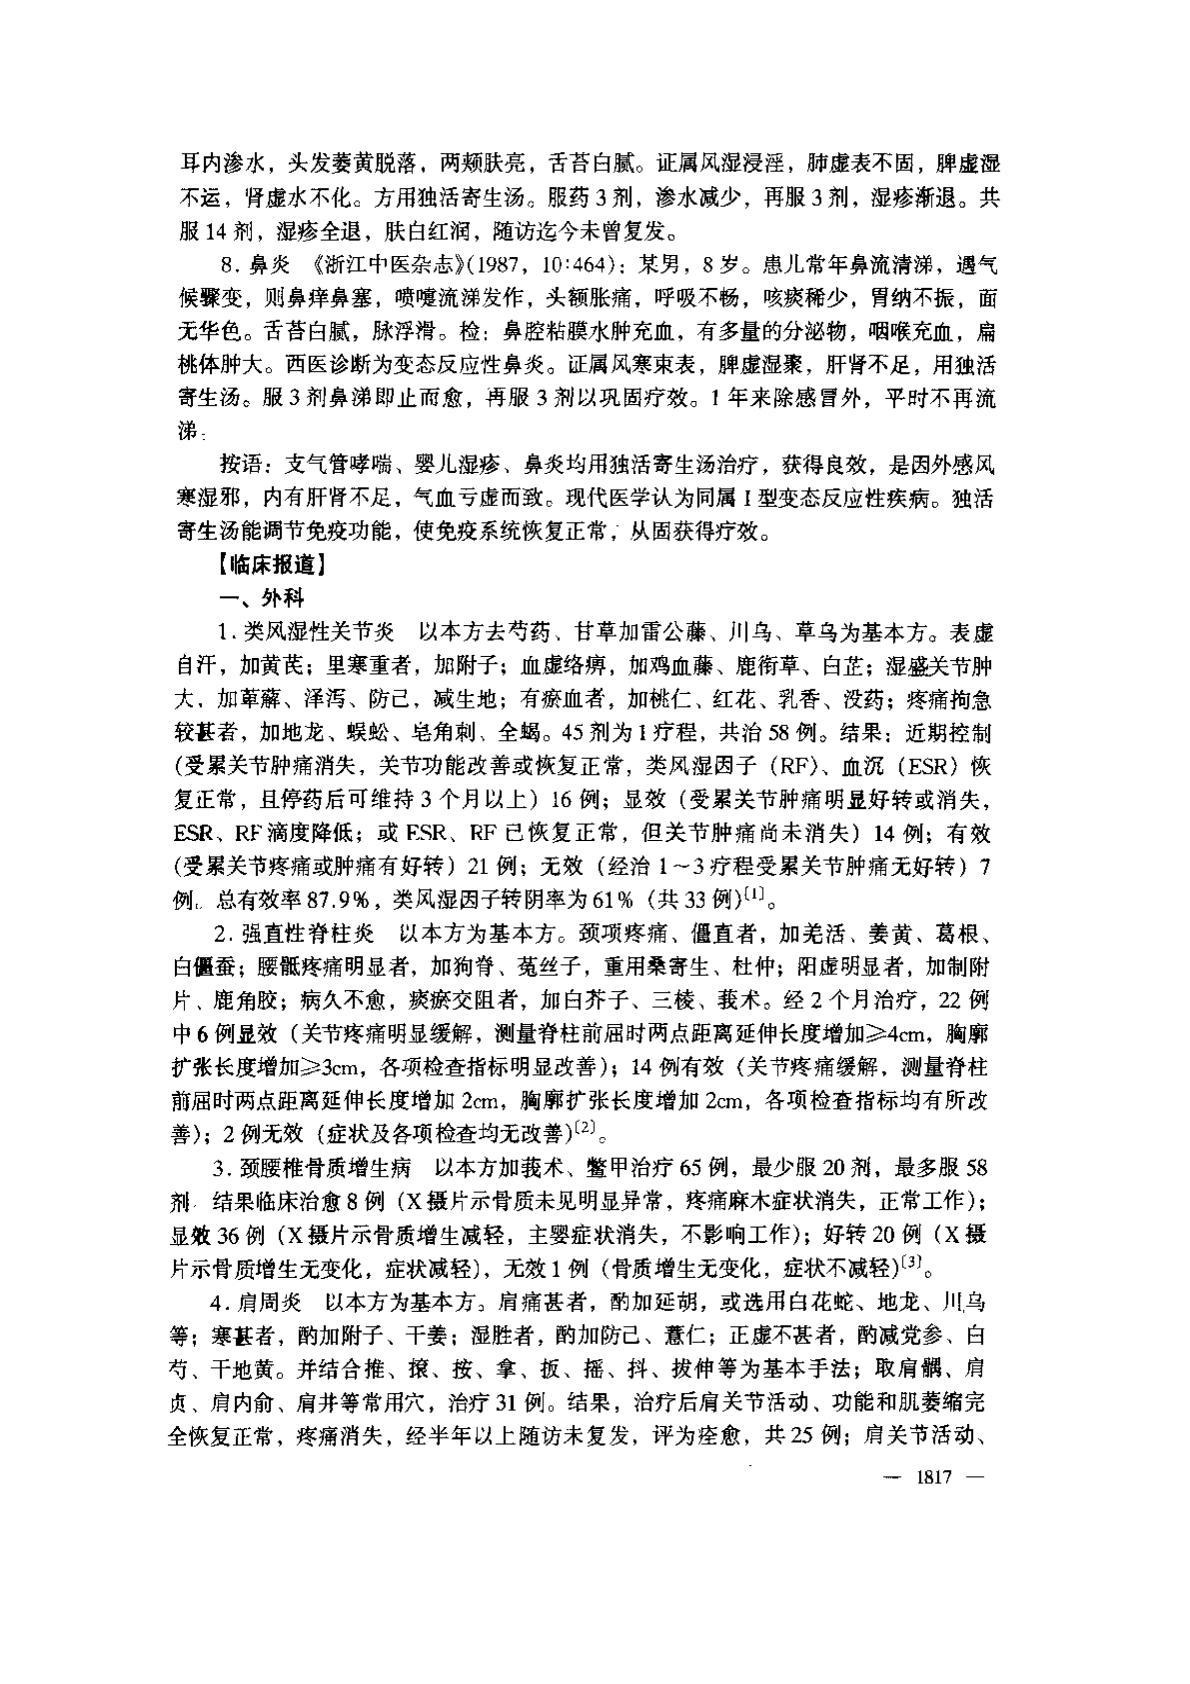 耳内渗水，头发萎黄脱落，两颊肤亮，舌苔白腻。证属风湿浸淫，肺虚表不固，脾虚湿
不运，肾虚水不化。方用独活寄生汤。服药 3 剂，渗水减少，再服 3 剂，湿疹渐退。共
服 14 剂，湿疹全退，肤白红润，随访迄今未曾复发。
8. 鼻炎 《浙江中医杂志》(1987，10:464)：某男，8 岁。患儿常年鼻流清涕，遇气
候骤变，则鼻痒鼻塞，喷嚏流涕发作，头额胀痛，呼吸不畅，咳痰稀少，胃纳不振，面
无华色。舌苔白腻，脉浮滑。检：鼻腔粘膜水肿充血，有多量的分泌物，咽喉充血，扁
桃体肿大。西医诊断为变态反应性鼻炎。证属风寒束表，脾虚湿聚，肝肾不足，用独活
寄生汤。服 3 剂鼻涕即止而愈，再服 3 剂以巩固疗效。1 年来除感冒外，平时不再流
涕。
按语：支气管哮喘、婴儿湿疹、鼻炎均用独活寄生汤治疗，获得良效，是因外感风
寒湿邪，内有肝肾不足，气血亏虚而致。现代医学认为同属 I 型变态反应性疾病。独活
寄生汤能调节免疫功能，使免疫系统恢复正常，从固获得疗效。
【临床报道】
一、外科
1. 类风湿性关节炎 以本方去芍药、甘草加雷公藤、川乌、草乌为基本方。表虚
自汗，加黄芪；里寒重者，加附子；血虚络痹，加鸡血藤、鹿衔草、白芷；湿盛关节肿
大，加萆薢、泽泻、防己，减生地；有瘀血者，加桃仁、红花、乳香、没药；疼痛拘急
较甚者，加地龙、蜈蚣、皂角刺、全蝎。45 剂为 1 疗程，共治 58 例。结果：近期控制
(受累关节肿痛消失，关节功能改善或恢复正常，类风湿因子（RF）、血沉（ESR）恢
复正常，且停药后可维持 3 个月以上）16 例；显效（受累关节肿痛明显好转或消失，
ESR、RF 滴度降低；或 ESR、RF 已恢复正常，但关节肿痛尚未消失）14 例；有效
(受累关节疼痛或肿痛有好转）21 例；无效（经治 1～3 疗程受累关节肿痛无好转）7
例。总有效率 87.9%，类风湿因子转阴率为 61%（共 33 例)〔1〕。
2. 强直性脊柱炎 以本方为基本方。颈项疼痛、僵直者，加羌活、姜黄、葛根、
白僵蚕；腰骶疼痛明显者，加狗脊、菟丝子，重用桑寄生、杜仲；阳虚明显者，加制附
片、鹿角胶；病久不愈，痰瘀交阻者，加白芥子、三棱、莪术。经 2 个月治疗，22 例
中 6 例显效（关节疼痛明显缓解，测量脊柱前屈时两点距离延伸长度增加≥4cm，胸廓
扩张长度增加≥3cm，各项检查指标明显改善）；14 例有效（关节疼痛缓解，测量脊柱
前屈时两点距离延伸长度增加 2cm，胸廓扩张长度增加 2cm，各项检查指标均有所改
善）；2 例无效（症状及各项检查均无改善)〔2〕。
3. 颈腰椎骨质增生病 以本方加莪术、鳖甲治疗 65 例，最少服 20 剂，最多服 58
剂。结果临床治愈 8 例（X 摄片示骨质未见明显异常，疼痛麻木症状消失，正常工作）；
显效 36 例（X 摄片示骨质增生减轻，主要症状消失，不影响工作）；好转 20 例（X 摄
片示骨质增生无变化，症状减轻），无效 1 例（骨质增生无变化，症状不减轻)〔3〕。
4. 肩周炎 以本方为基本方。肩痛甚者，酌加延胡，或选用白花蛇、地龙、川乌
等；寒甚者，酌加附子、干姜；湿胜者，酌加防己、薏仁；正虚不甚者，酌减党参、白
芍、干地黄。并结合推、㨰、按、拿、扳、摇、抖、拔伸等为基本手法；取肩髃、肩
贞、肩内俞、肩井等常用穴，治疗 31 例。结果，治疗后肩关节活动、功能和肌萎缩完
全恢复正常，疼痛消失，经半年以上随访未复发，评为痊愈，共 25 例；肩关节活动、
— 1817 —